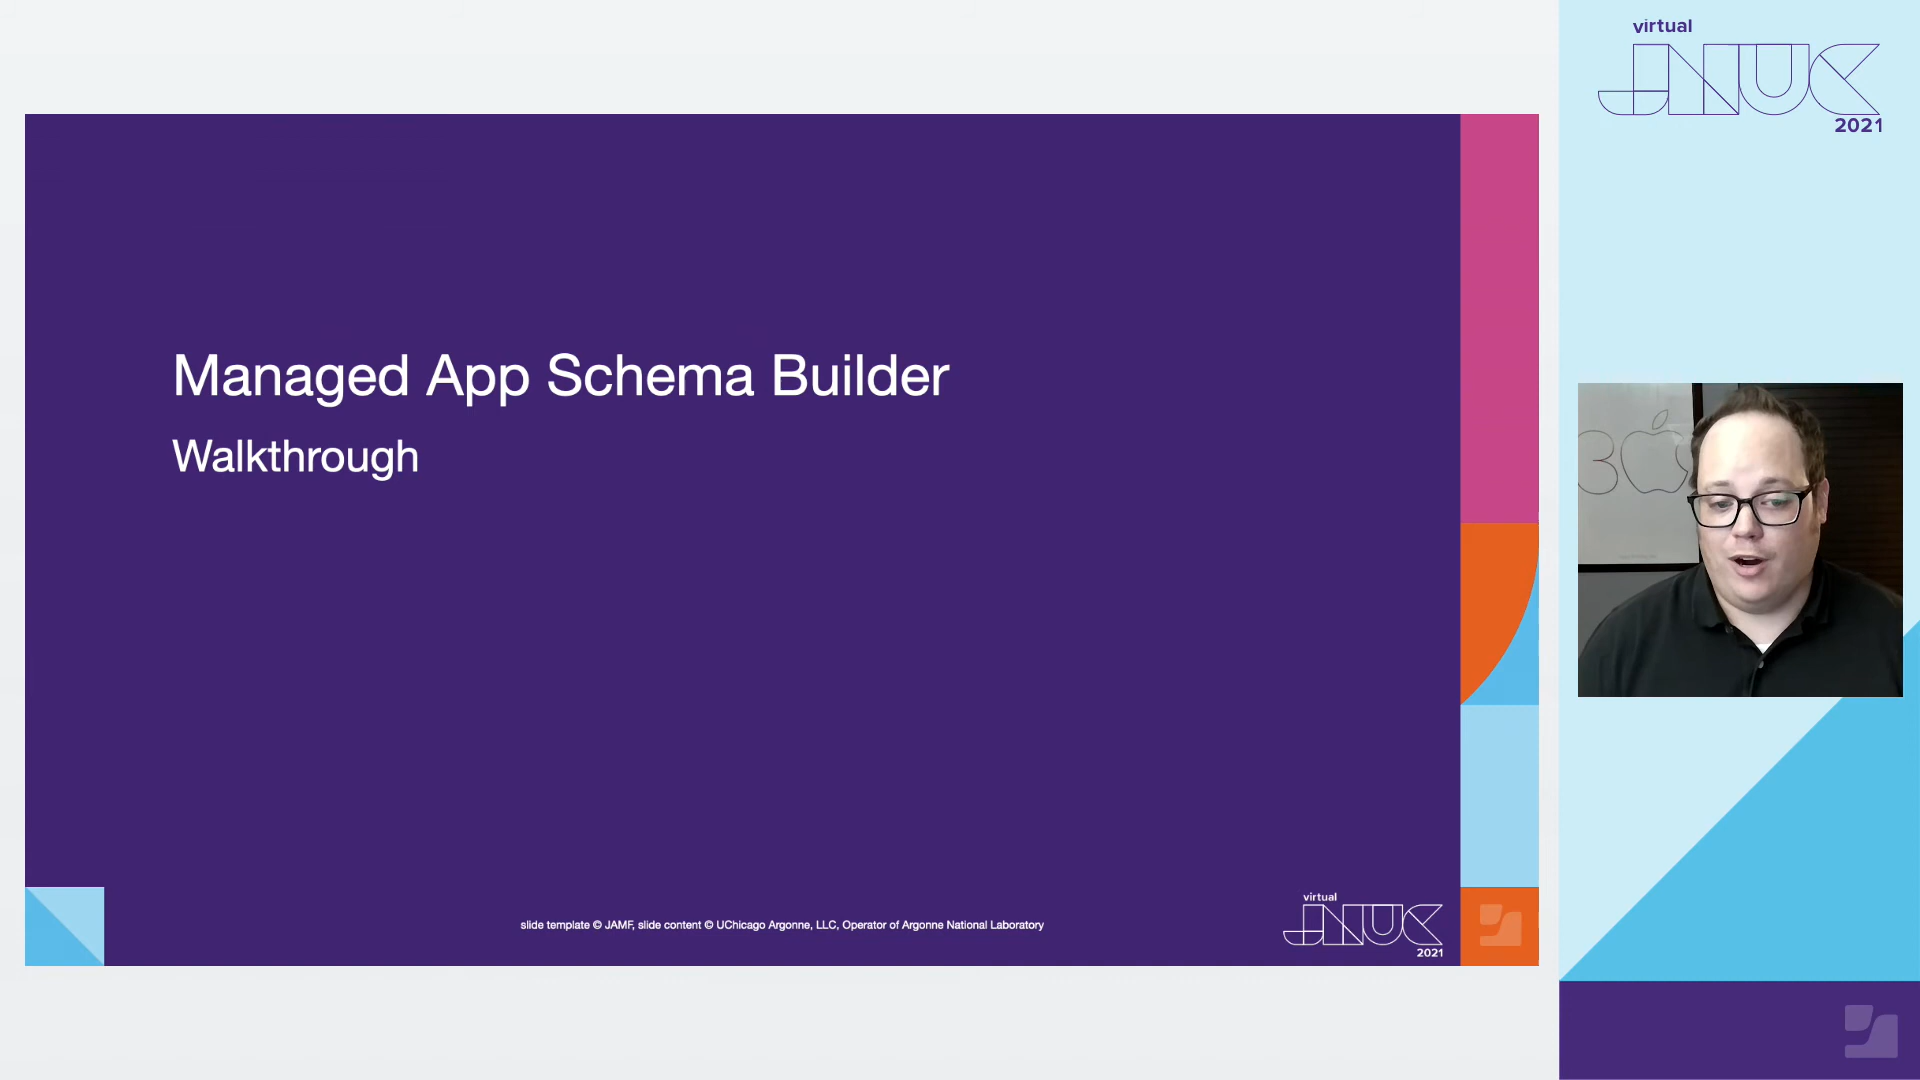 Managed App Schema Builder
Walkthrough
slide template © JAMF, slide content © UChicago Argonne, LLC, Operator of Argonne National Laboratory
virtual
JNUC
2021
virtual
JNUC
2021
30